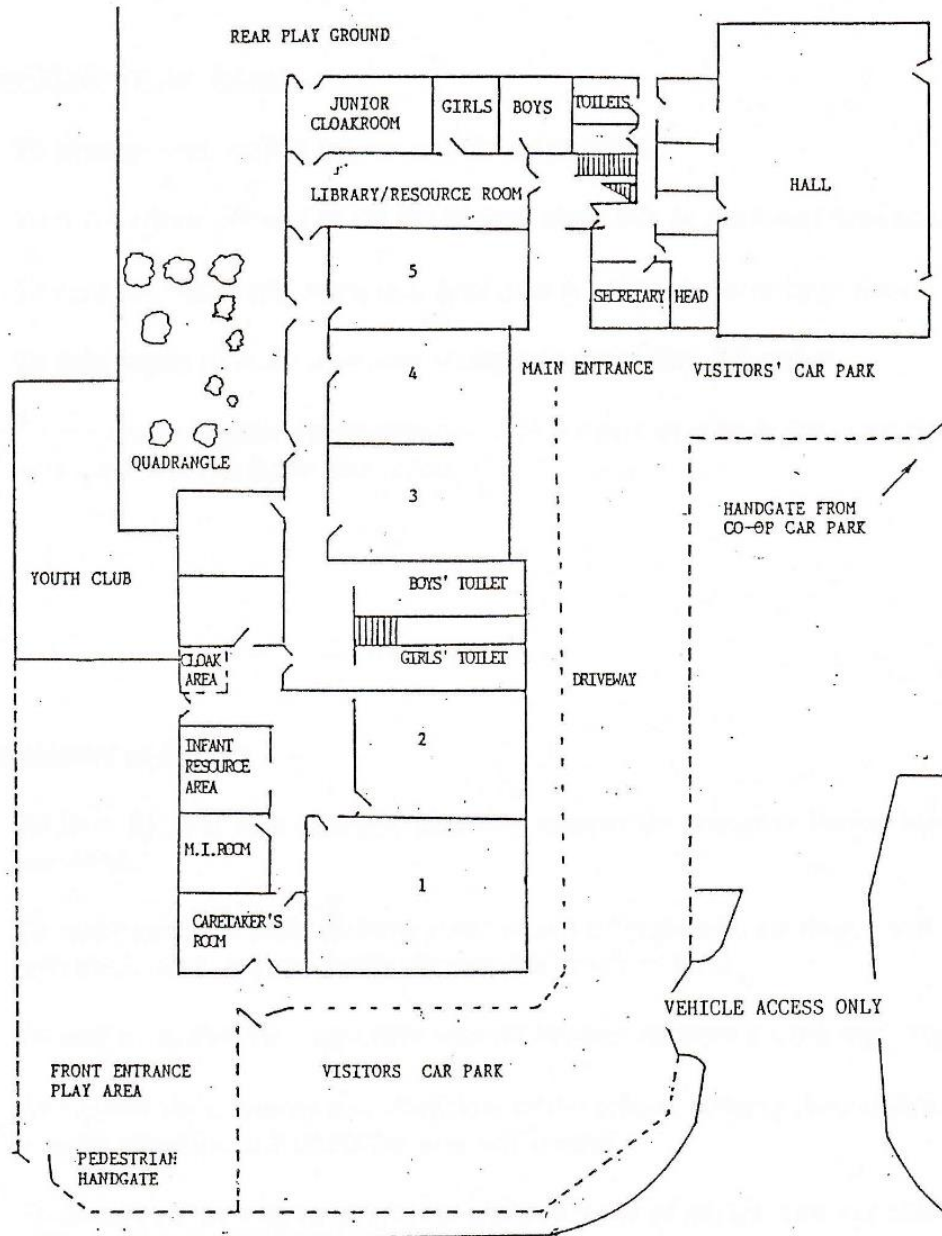 REAR PLAY GROUND
JUNIOR
CLOAKROOM
GIRLS
BOYS
TOILETS
LIBRARY/RESOURCE ROOM
HALL
5
SECRETARY
HEAD
4
MAIN ENTRANCE
VISITORS' CAR PARK
QUADRANGLE
3
HANDGATE FROM
CO-OP CAR PARK
YOUTH CLUB
BOYS' TOILET
GIRLS' TOILET
CLOAK
AREA
DRIVEWAY
2
INFANT
RESOURCE
AREA
M.I.ROOM
1
CARETAKER'S
ROOM
VEHICLE ACCESS ONLY
FRONT ENTRANCE
PLAY AREA
VISITORS CAR PARK
PEDESTRIAN
HANDGATE